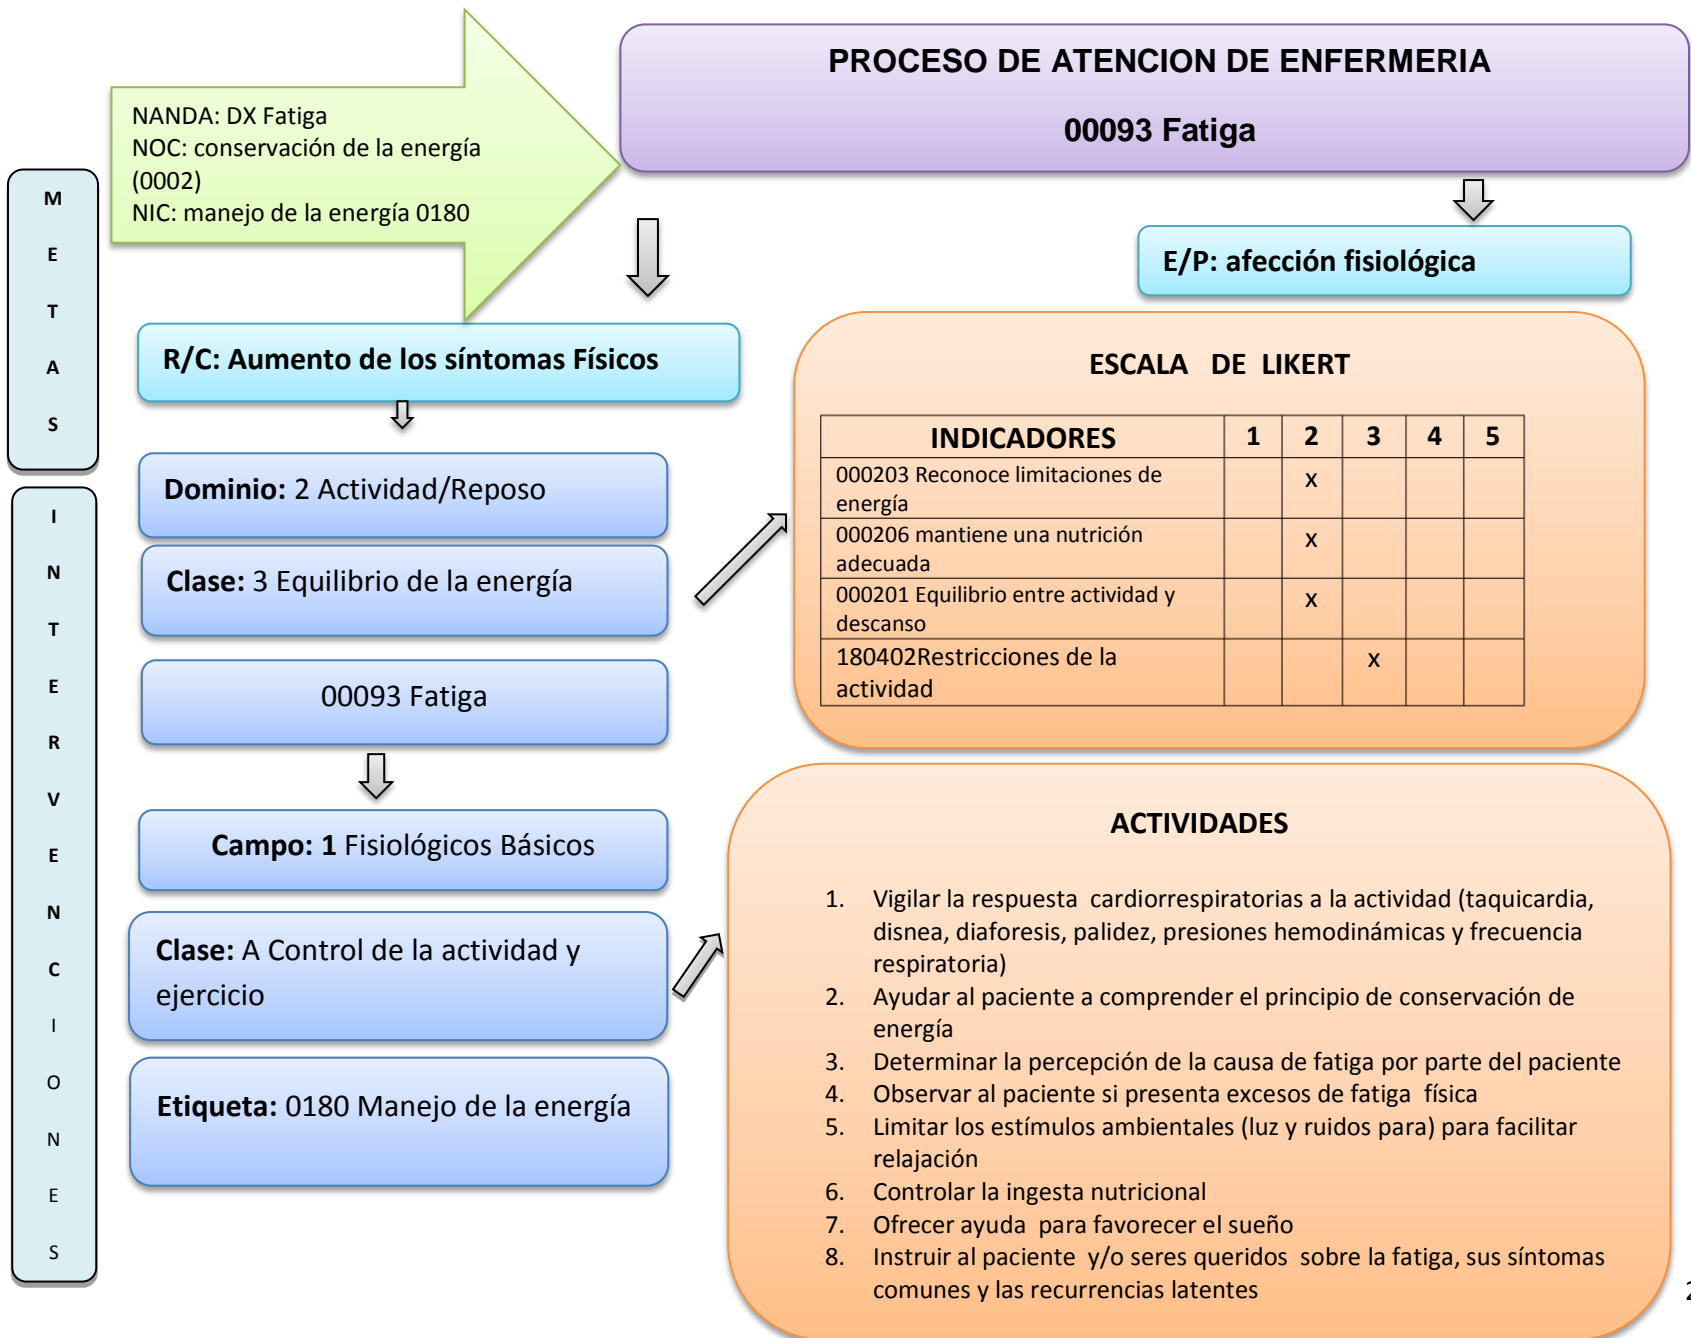 PROCESO DE ATENCION DE ENFERMERIA
00093 Fatiga
NANDA: DX Fatiga
NOC: conservación de la energía
(0002)
NIC: manejo de la energía 0180
M
E
T
A
S
E/P: afección fisiológica
R/C: Aumento de los síntomas Físicos
Dominio: 2 Actividad/Reposo
Clase: 3 Equilibrio de la energía
00093 Fatiga
ESCALA DE LIKERT
INDICADORES 1 2 3 4 5
000203 Reconoce limitaciones de
energía x
000206 mantiene una nutrición
adecuada x
000201 Equilibrio entre actividad y
descanso x
180402Restricciones de la
actividad x
I
N
T
E
R
V
E
N
C
I
O
N
E
S
Campo: 1 Fisiológicos Básicos
Clase: A Control de la actividad y
ejercicio
Etiqueta: 0180 Manejo de la energía
ACTIVIDADES
1. Vigilar la respuesta cardiorrespiratorias a la actividad (taquicardia,
disnea, diaforesis, palidez, presiones hemodinámicas y frecuencia
respiratoria)
2. Ayudar al paciente a comprender el principio de conservación de
energía
3. Determinar la percepción de la causa de fatiga por parte del paciente
4. Observar al paciente si presenta excesos de fatiga física
5. Limitar los estímulos ambientales (luz y ruidos para) para facilitar
relajación
6. Controlar la ingesta nutricional
7. Ofrecer ayuda para favorecer el sueño
8. Instruir al paciente y/o seres queridos sobre la fatiga, sus síntomas
comunes y las recurrencias latentes